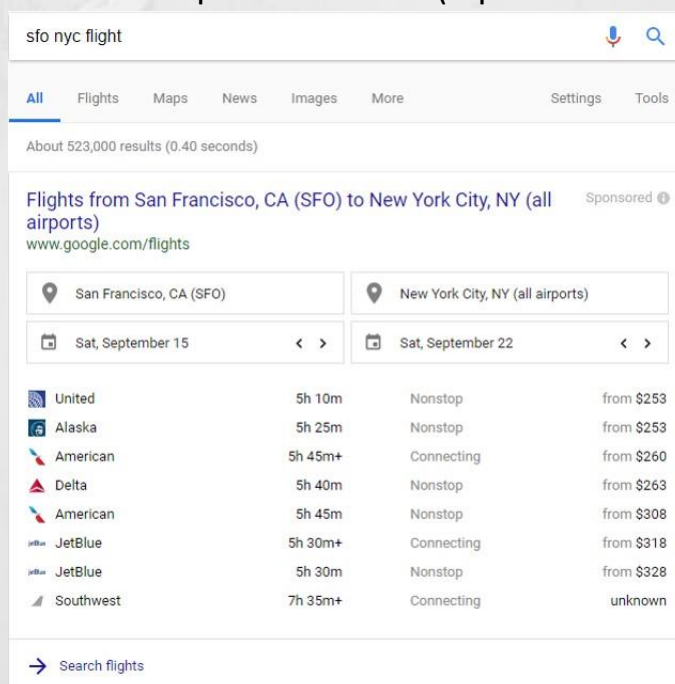 sfo nyc flight
All Flights Maps News Images More Settings Tools
About 523,000 results (0.40 seconds)
Flights from San Francisco, CA (SFO) to New York City, NY (all Sponsored
airports)
www.google.com/flights
San Francisco, CA (SFO) New York City, NY (all airports)
Sat, September 15 < > Sat, September 22 < >
United 5h 10m Nonstop from $253
Alaska 5h 25m Nonstop from $253
American 5h 45m+ Connecting from $260
Delta 5h 40m Nonstop from $263
American 5h 45m Nonstop from $308
JetBlue 5h 30m+ Connecting from $318
JetBlue 5h 30m Nonstop from $328
Southwest 7h 35m+ Connecting unknown
Search flights